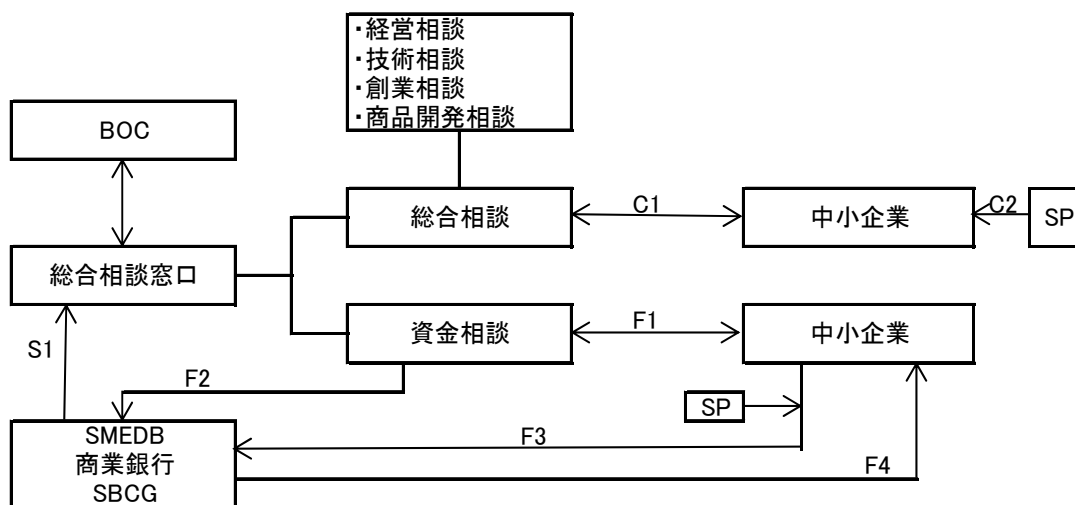 ・経営相談
・技術相談
・創業相談
・商品開発相談
BOC
総合相談
C1
中小企業
C2
SP
総合相談窓口
資金相談
F1
中小企業
S1
F2
SP
SMEDB
商業銀行
SBCG
F3
F4